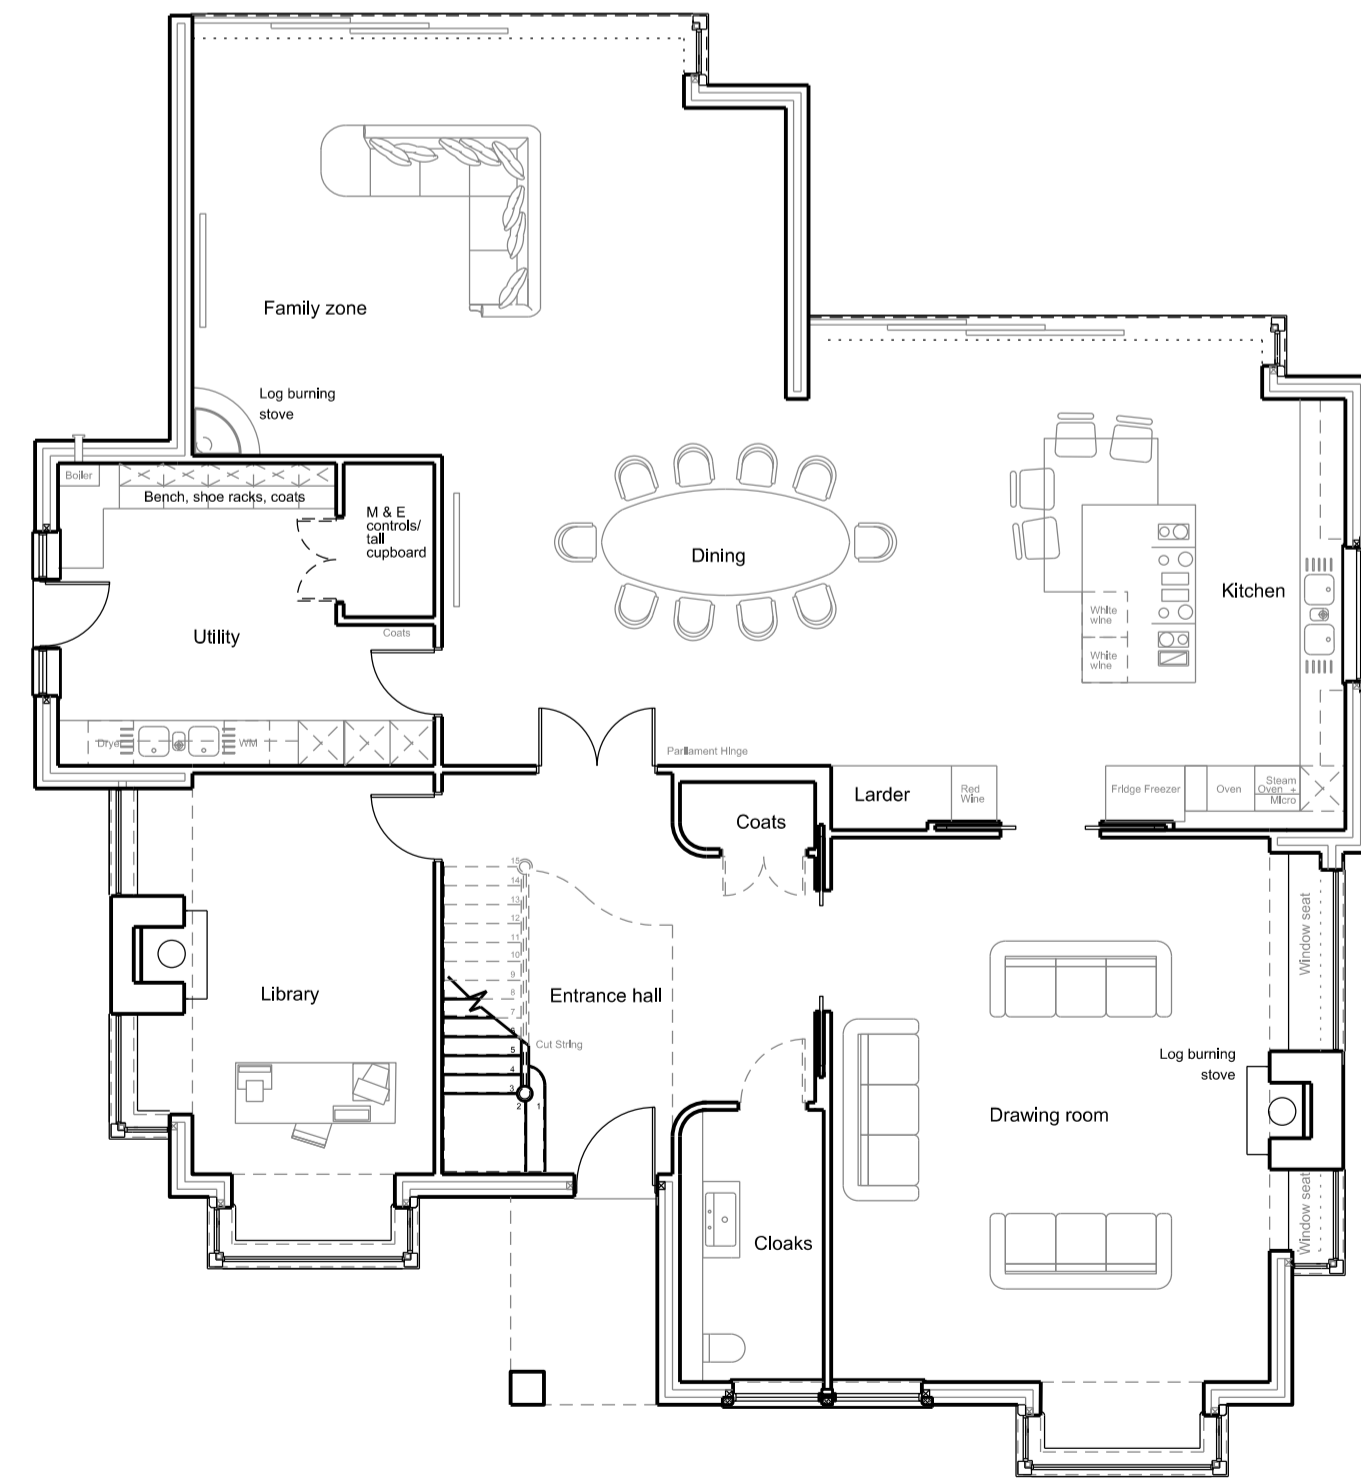 Family zone
Log burning
stove
Boiler
Bench, shoe racks, coats
M & E
controls/
tall
cupboard
Dining
Kitchen
White
wine
White
wine
Utility
Coats
Dryer
WM
Parliament Hinge
Larder
Red
Wine
Fridge Freezer
Oven
Steam
Oven +
Micro
Coats
15
14
13
12
11
10
9
8
7
6
5
4
3
2
1
Library
Entrance hall
Cut String
Window seat
Log burning
stove
Drawing room
Window seat
Cloaks